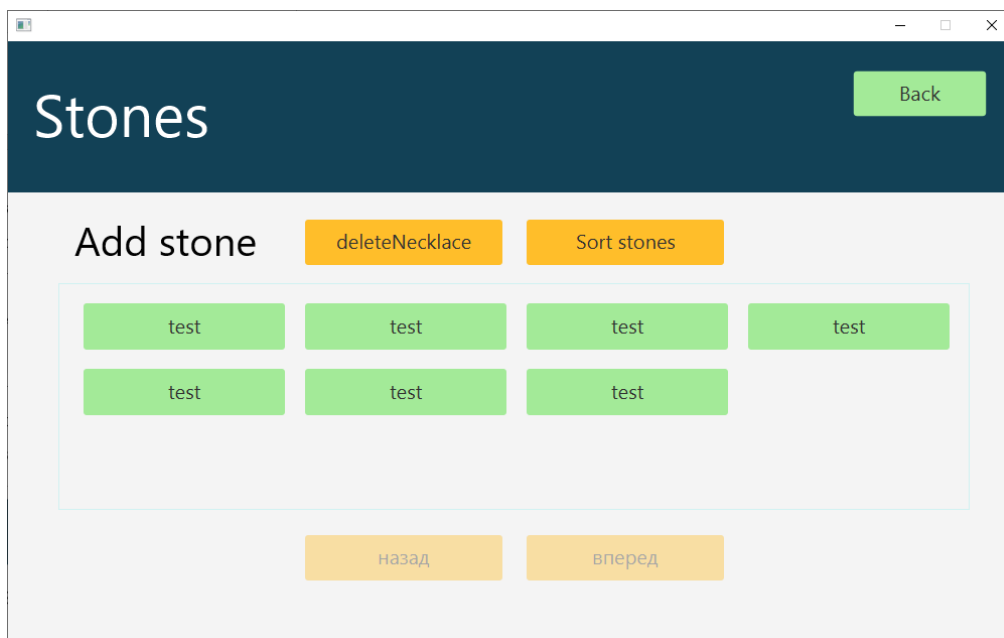 Back
Stones
Add stone
deleteNecklace
Sort stones
test
test
test
test
test
test
test
назад
вперед